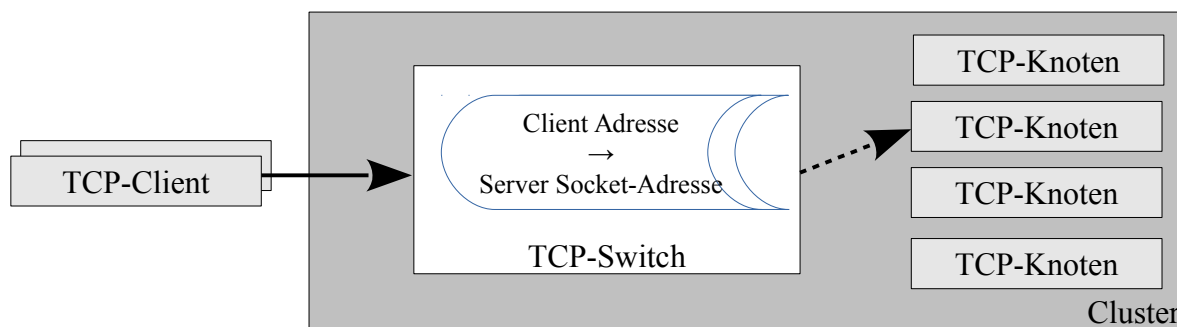 TCP-Client
Client Adresse
→
Server Socket-Adresse
TCP-Switch
TCP-Knoten
TCP-Knoten
TCP-Knoten
TCP-Knoten
Cluster